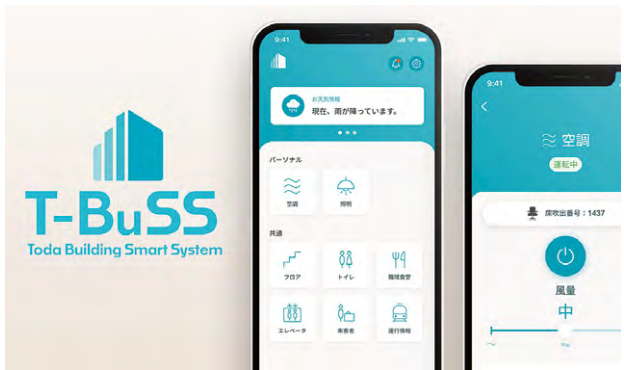 T-BuSS
Toda Building Smart System
9:41
お天気情報
現在、雨が降っています。
パーソナル
空調
照明
共通
フロア
トイレ
職域食堂
エレベータ
来客者
運行情報
9:41
空調
運転中
床吹出番号：1437
風量
中